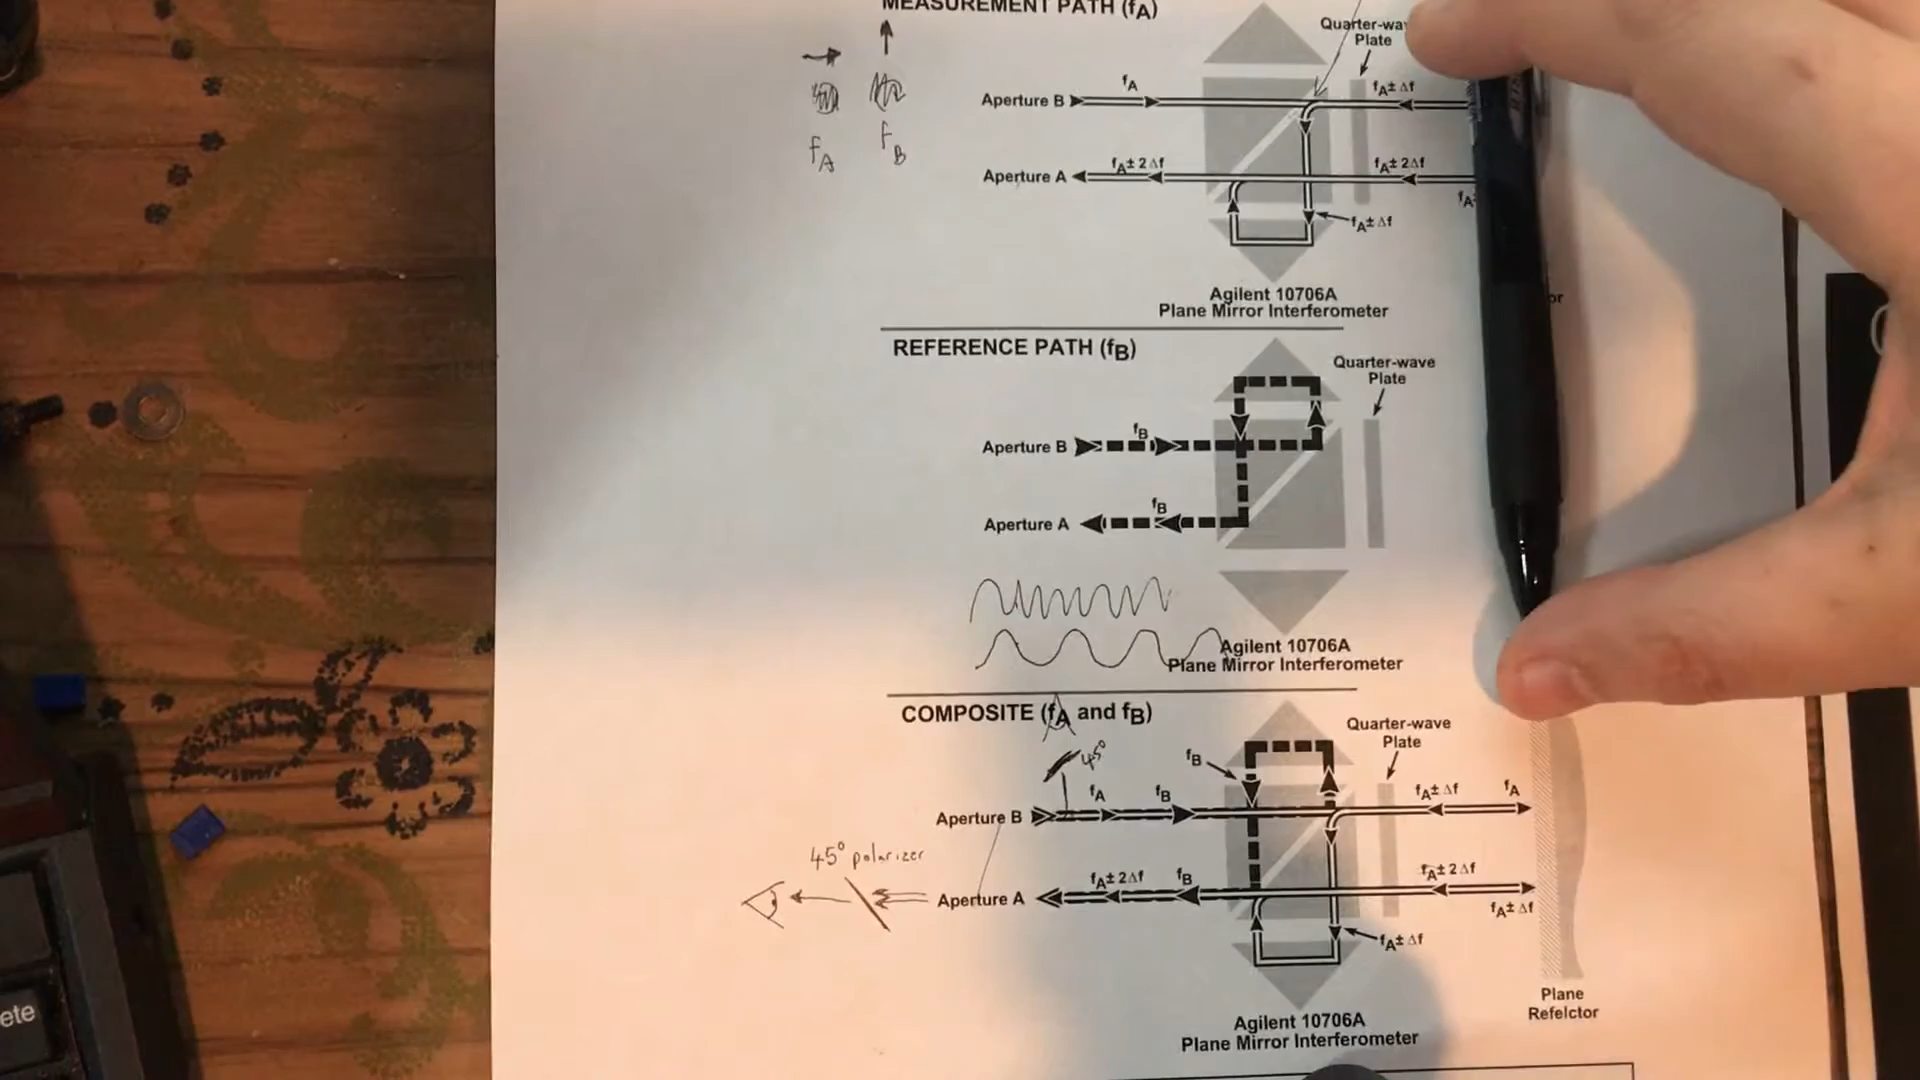 MEASUREMENT PATH (fA)
Quarter-wa
Plate
fA
fB
Aperture B
fA
fA± Δf
Aperture A
fA± 2Δf
fA± 2Δf
fA
fA± Δf
Agilent 10706A
Plane Mirror Interferometer
or
REFERENCE PATH (fB)
Quarter-wave
Plate
Aperture B
fB
Aperture A
fB
Agilent 10706A
Plane Mirror Interferometer
COMPOSITE (fA and fB)
Quarter-wave
Plate
45°
fB
fA
fB
fA± Δf
fA
Aperture B
45° polarizer
Aperture A
fA± 2Δf
fB
fA± 2Δf
fA± Δf
fA± Δf
Plane
Refelctor
Agilent 10706A
Plane Mirror Interferometer
ete